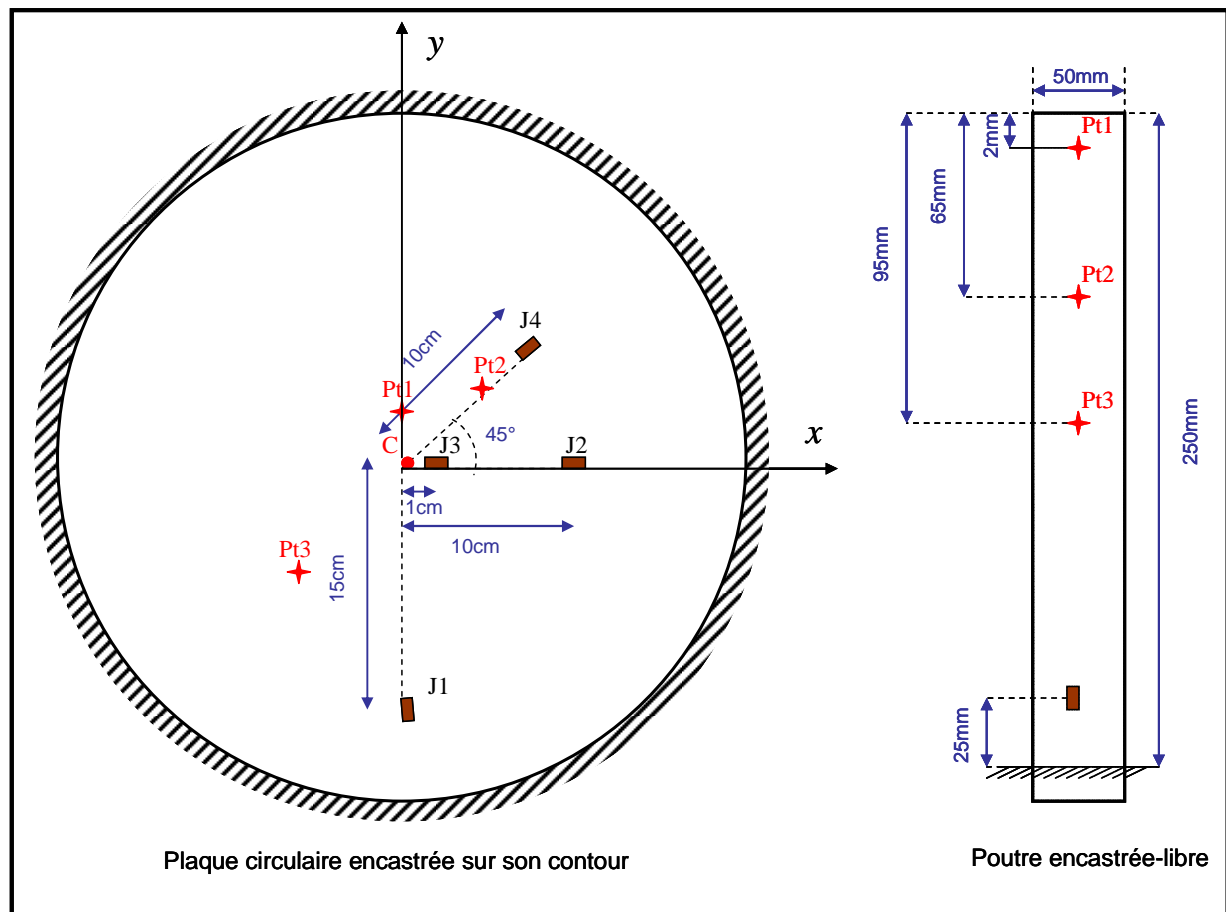 y
50mm
Pt1
2mm
65mm
95mm
Pt2
J4
10cm
Pt2
Pt1
45°
Pt3
250mm
C
J3
J2
x
1cm
10cm
Pt3
15cm
J1
25mm
Plaque circulaire encastrée sur son contour
Poutre encastrée-libre